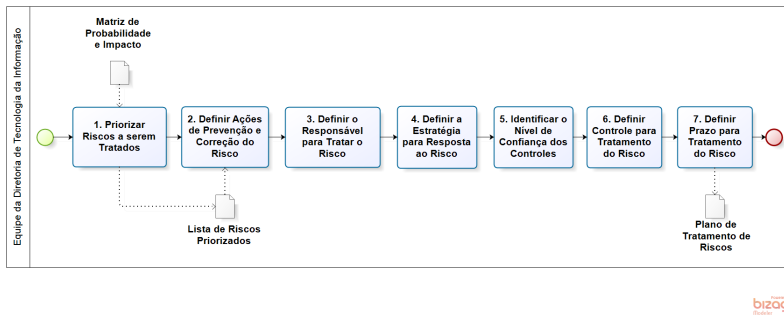 Equipe da Diretoria de Tecnologia da Informação
Matriz de
Probabilidade
e Impacto
1. Priorizar
Riscos a serem
Tratados
2. Definir Ações
de Prevenção e
Correção do
Risco
3. Definir o
Responsável
para Tratar o
Risco
4. Definir a
Estratégia
para Resposta
ao Risco
5. Identificar o
Nível de
Confiança dos
Controles
6. Definir
Controle para
Tratamento
do Risco
7. Definir
Prazo para
Tratamento
do Risco
Lista de Riscos
Priorizados
Plano de
Tratamento de
Riscos
Modeler